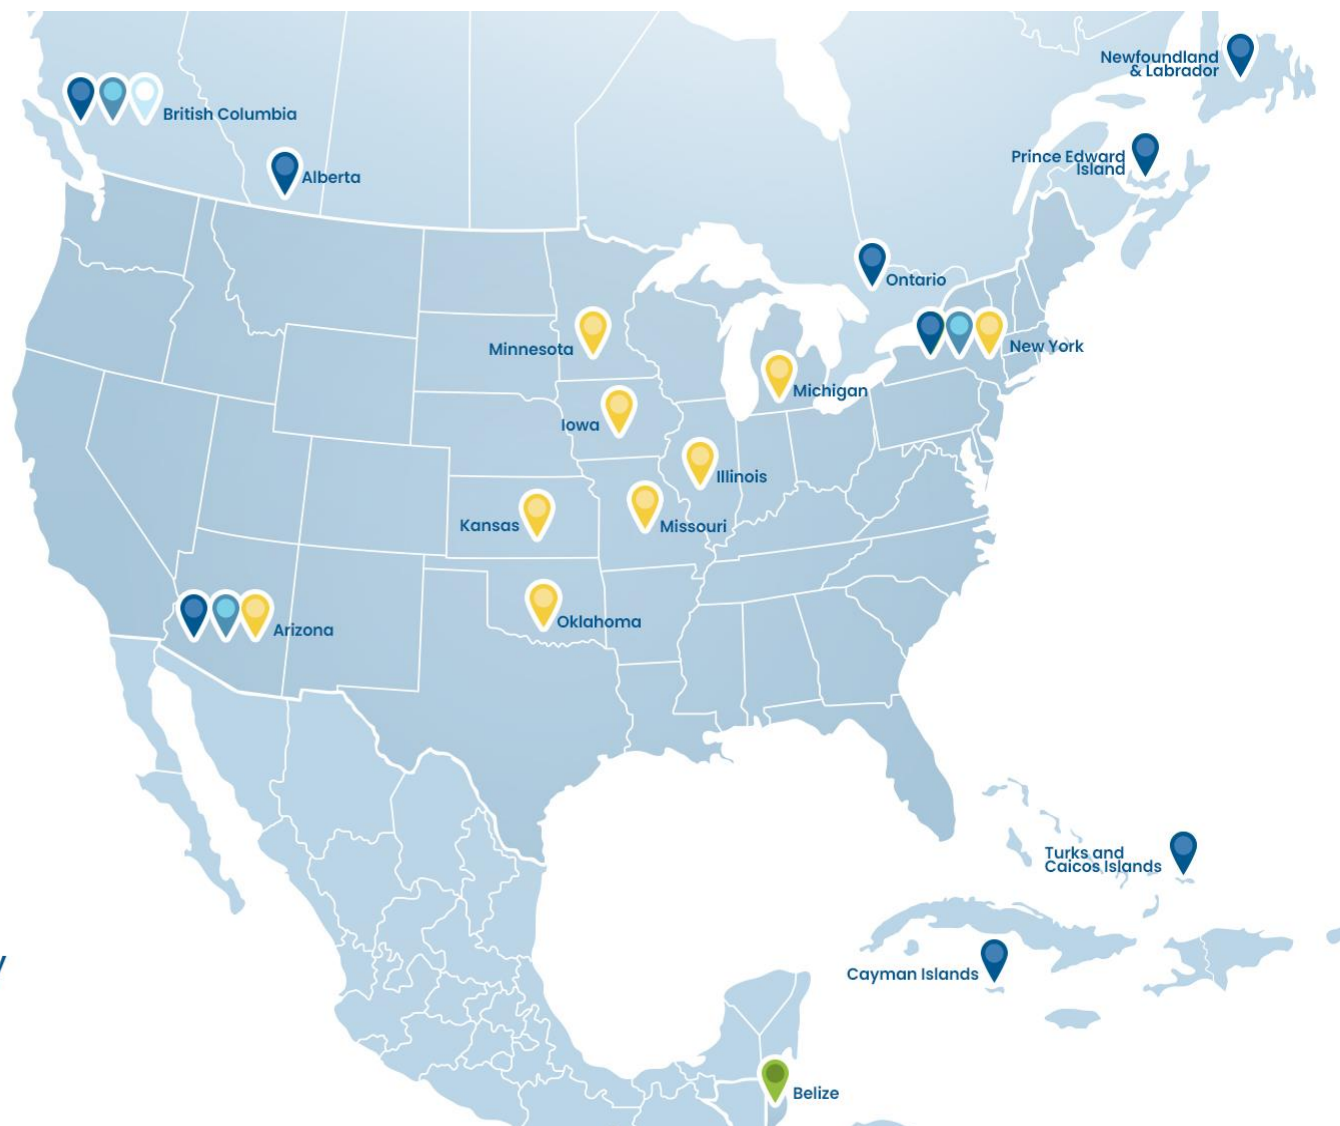 Newfoundland
& Labrador
British Columbia
Prince Edward
Island
Alberta
Ontario
New York
Minnesota
Michigan
Iowa
Illinois
Kansas
Missouri
Oklahoma
Arizona
Turks and
Caicos Islands
Cayman Islands
Belize